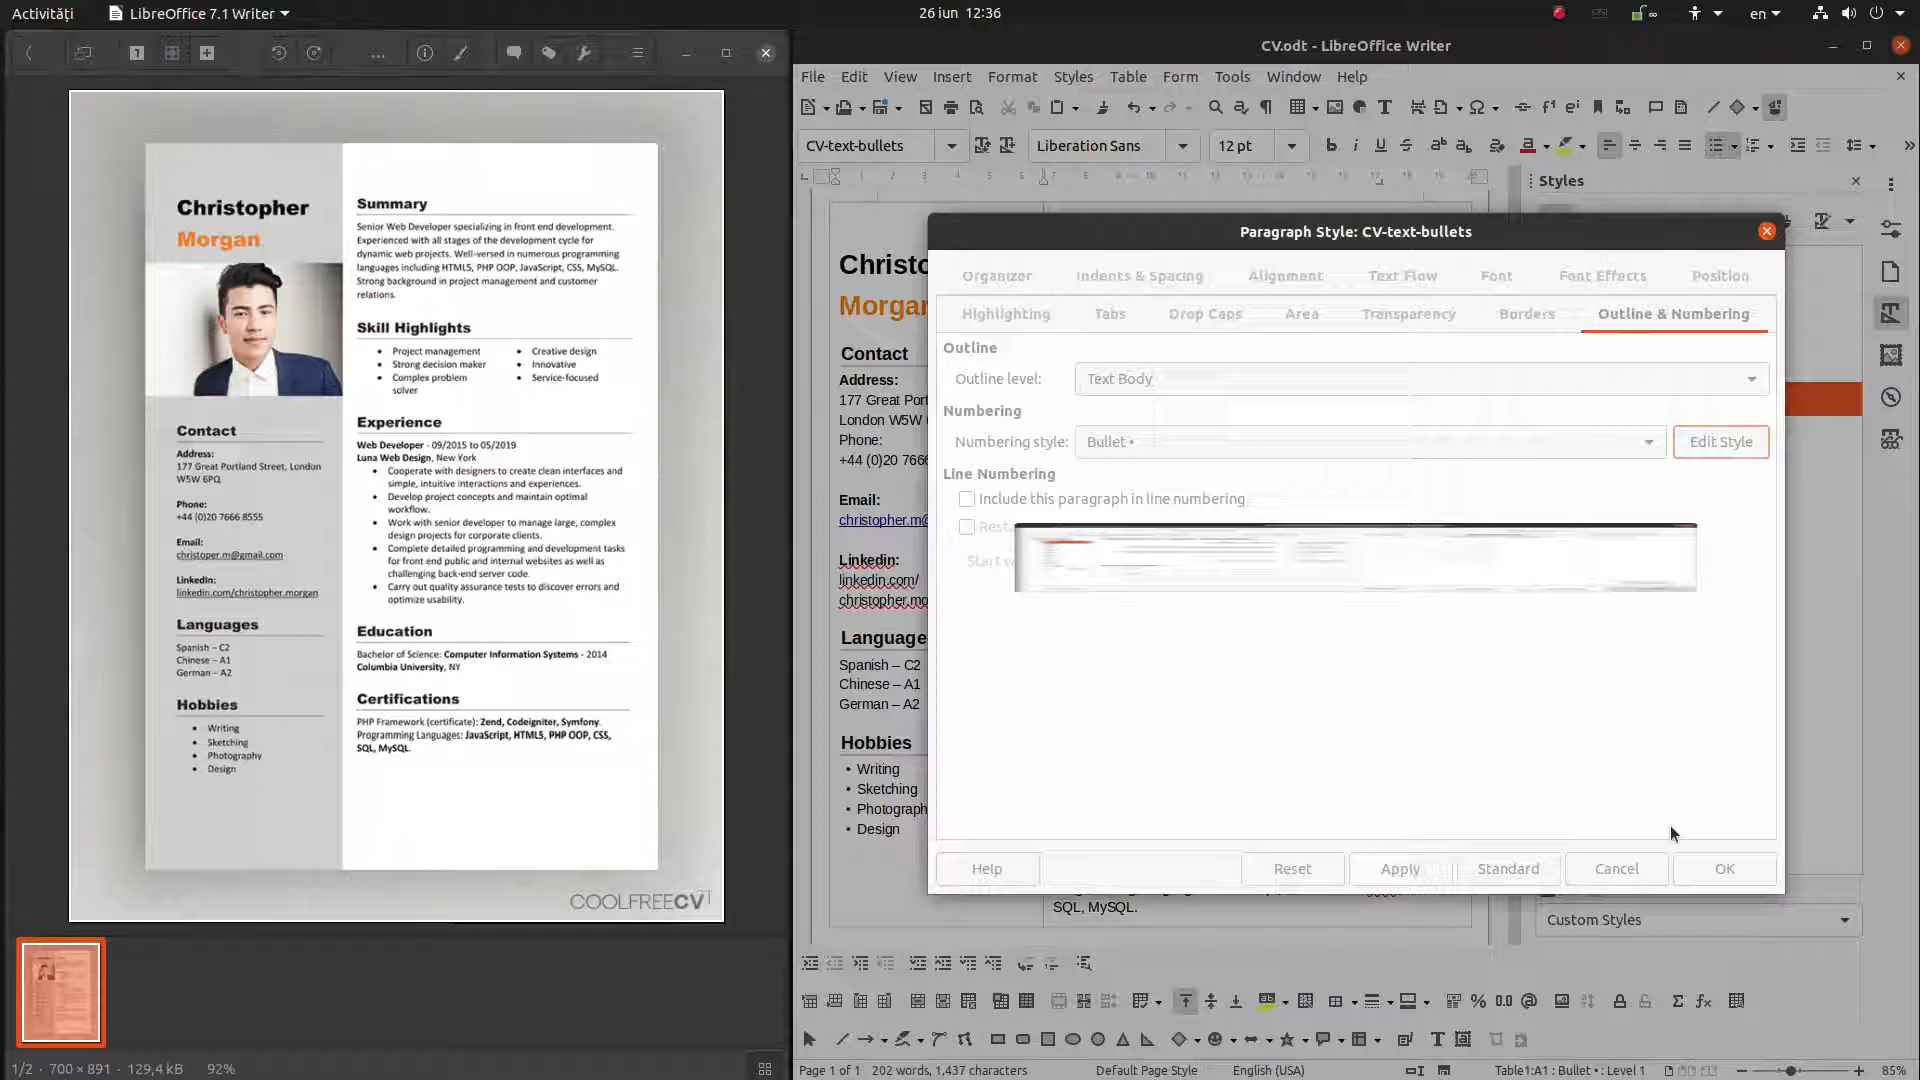 Activități
LibreOffice 7.1 Writer
26 iun 12:36
en
CV.odt - LibreOffice Writer
File Edit View Insert Format Styles Table Form Tools Window Help
CV-text-bullets
Liberation Sans
12 pt
Styles
Christopher
Morgan
Contact
Address:
177 Great Portland Street, London
W5W 6PQ
Phone:
+44 (0)20 7666 8555
Email:
christoper.m@gmail.com
LinkedIn:
linkedin.com/christopher.morgan
Languages
Spanish – C2
Chinese – A1
German – A2
Hobbies
• Writing
• Sketching
• Photography
• Design
Summary
Senior Web Developer specializing in front end development.
Experienced with all stages of the development cycle for
dynamic web projects. Well-versed in numerous programming
languages including HTML5, PHP OOP, JavaScript, CSS, MySQL.
Strong background in project management and customer
relations.
Skill Highlights
• Project management
• Strong decision maker
• Complex problem
solver
• Creative design
• Innovative
• Service-focused
Experience
Web Developer - 09/2015 to 05/2019
Luna Web Design, New York
• Cooperate with designers to create clean interfaces and
simple, intuitive interactions and experiences.
• Develop project concepts and maintain optimal
workflow.
• Work with senior developer to manage large, complex
design projects for corporate clients.
• Complete detailed programming and development tasks
for front end public and internal websites as well as
challenging back-end server code.
• Carry out quality assurance tests to discover errors and
optimize usability.
Education
Bachelor of Science: Computer Information Systems - 2014
Columbia University, NY
Certifications
PHP Framework (certificate): Zend, Codeigniter, Symfony.
Programming Languages: JavaScript, HTML5, PHP OOP, CSS,
SQL, MySQL.
COOLFREECV
1/2 · 700 × 891 · 129,4 kB 92%
Morgan
Contact
Address:
177 Great
London W5W
Phone:
+44 (0)20 7666
Email:
christopher.m@
Linkedin:
linkedin.com/
Spanish – C2
Chinese – A1
German – A2
Hobbies
• Writing
• Sketching
• Design
SQL, MySQL.
Paragraph Style: CV-text-bullets
Organizer Indents & Spacing Alignment Text Flow Font Font Effects Position
Highlighting Tabs Drop Caps Area Transparency Borders Outline & Numbering
Outline
Outline level: Text Body
Numbering
Numbering style: Bullet • Edit Style
Line Numbering
Include this paragraph in line numbering
Help Reset Apply Standard Cancel OK
Custom Styles
Page 1 of 1 202 words, 1,437 characters Default Page Style English (USA) Table1:A1 : Bullet • : Level 1 85%